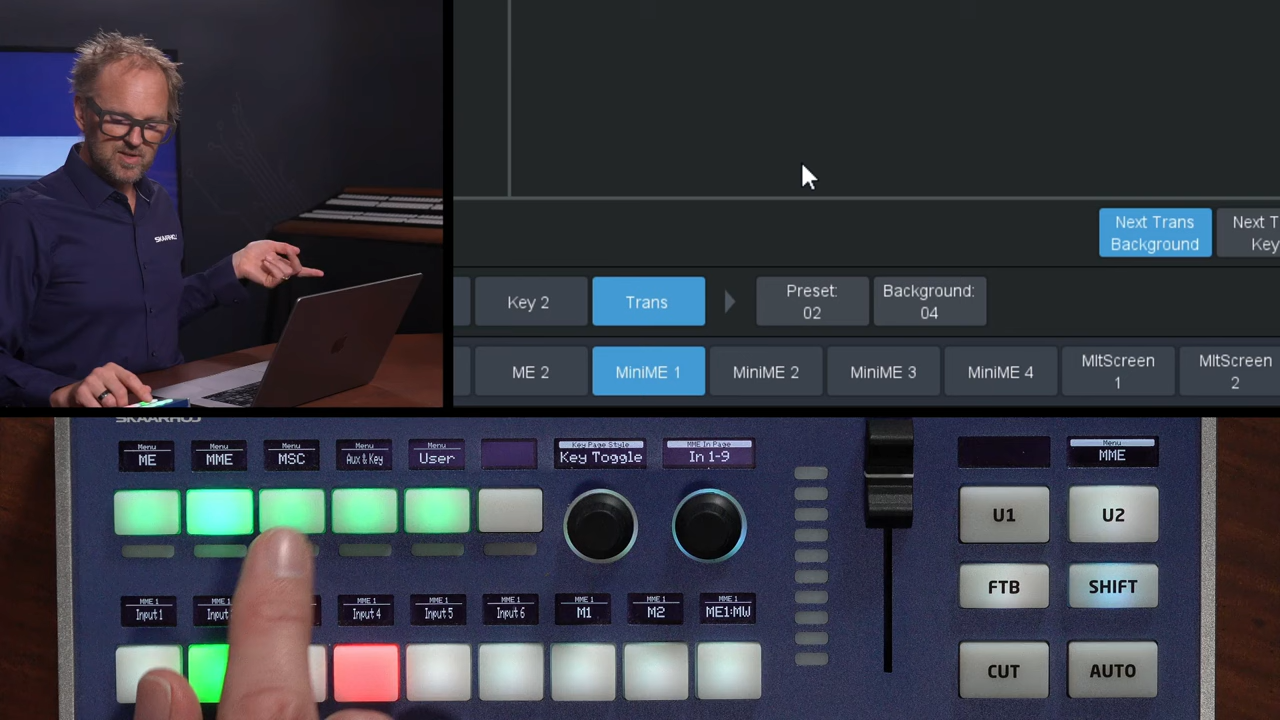 SKAARHOJ
Next Trans
Background
Next T
Key
Key 2
Trans
Preset:
02
Background:
04
ME 2
MiniME 1
MiniME 2
MiniME 3
MiniME 4
MltScreen
1
MltScreen
2
SKAARHOJ
Menu
ME
Menu
MME
Menu
MSC
Menu
Aux & Key
Menu
User
Key Page Style
Key Toggle
MME In Page
In 1-9
Menu
MME
U1
U2
FTB
SHIFT
MME 1
Input 1
MME 1
Input
MME 1
Input 4
MME 1
Input 5
MME 1
Input 6
MME 1
M1
MME 1
M2
MME 1
ME1:MW
CUT
AUTO